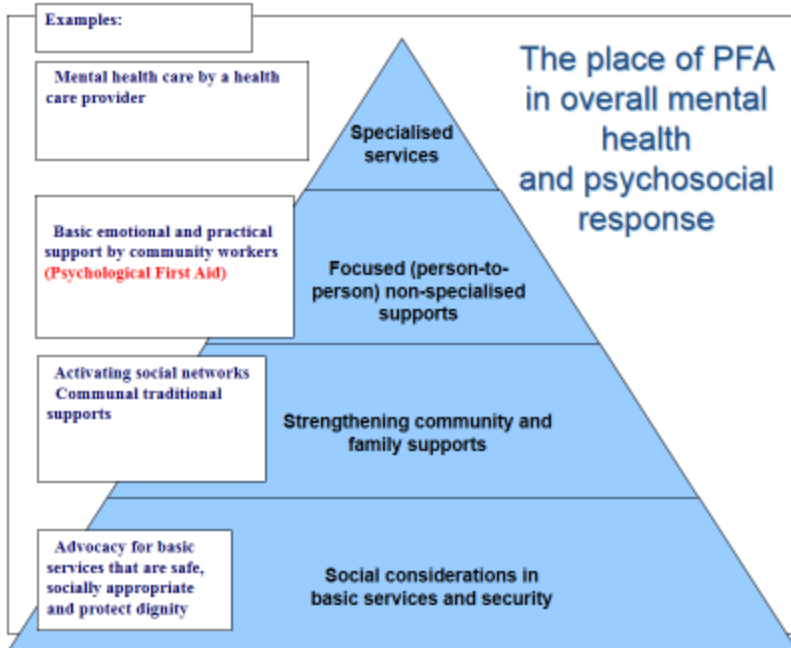 Examples:
The place of PFA
in overall mental
health
and psychosocial
response
Mental health care by a health
care provider
Specialised
services
Basic emotional and practical
support by community workers
(Psychological First Aid)
Focused (person-to-
person) non-specialised
supports
Activating social networks
Communal traditional
supports
Strengthening community and
family supports
Advocacy for basic
services that are safe,
socially appropriate
and protect dignity
Social considerations in
basic services and security